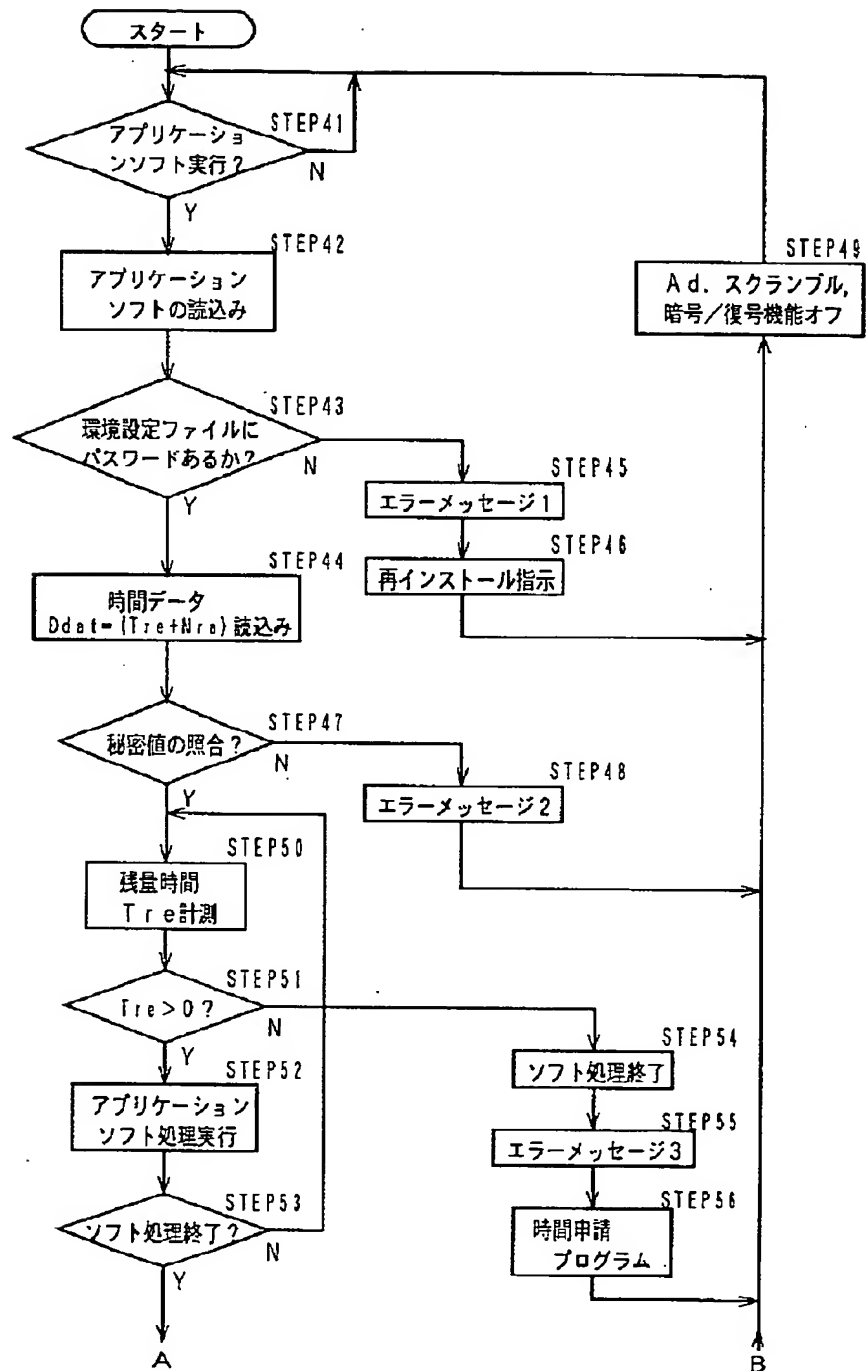 スタート
STEP41
アプリケーショ
ンソフト実行?
N
Y
STEP42
アプリケーション
ソフトの読込み
STEP49
Ad. スクランブル,
暗号/復号機能オフ
STEP43
環境設定ファイルに
パスワードあるか?
N
Y
STEP45
エラーメッセージ1
STEP46
再インストール指示
STEP44
時間データ
Ddat=(Tre+Nre)読込み
STEP47
秘密値の照合?
N
Y
STEP48
エラーメッセージ2
STEP50
残量時間
Tre計測
STEP51
Tre>0?
N
Y
STEP52
アプリケーション
ソフト処理実行
STEP54
ソフト処理終了
STEP55
エラーメッセージ3
STEP53
ソフト処理終了?
N
Y
STEP56
時間申請
プログラム
A
B